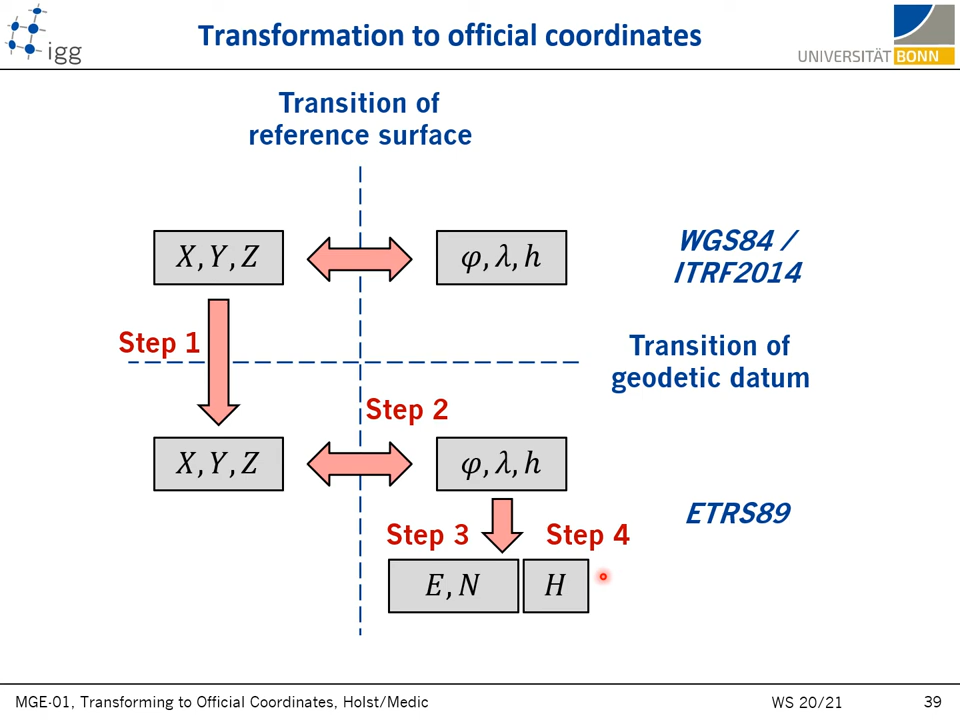 igg
Transformation to official coordinates
UNIVERSITÄT BONN
Transition of
reference surface
X, Y, Z
φ, λ, h
WGS84 /
ITRF2014
Step 1
Transition of
geodetic datum
Step 2
X, Y, Z
φ, λ, h
ETRS89
Step 3
Step 4
E, N
H
MGE-01, Transforming to Official Coordinates, Holst/Medic
WS 20/21
39